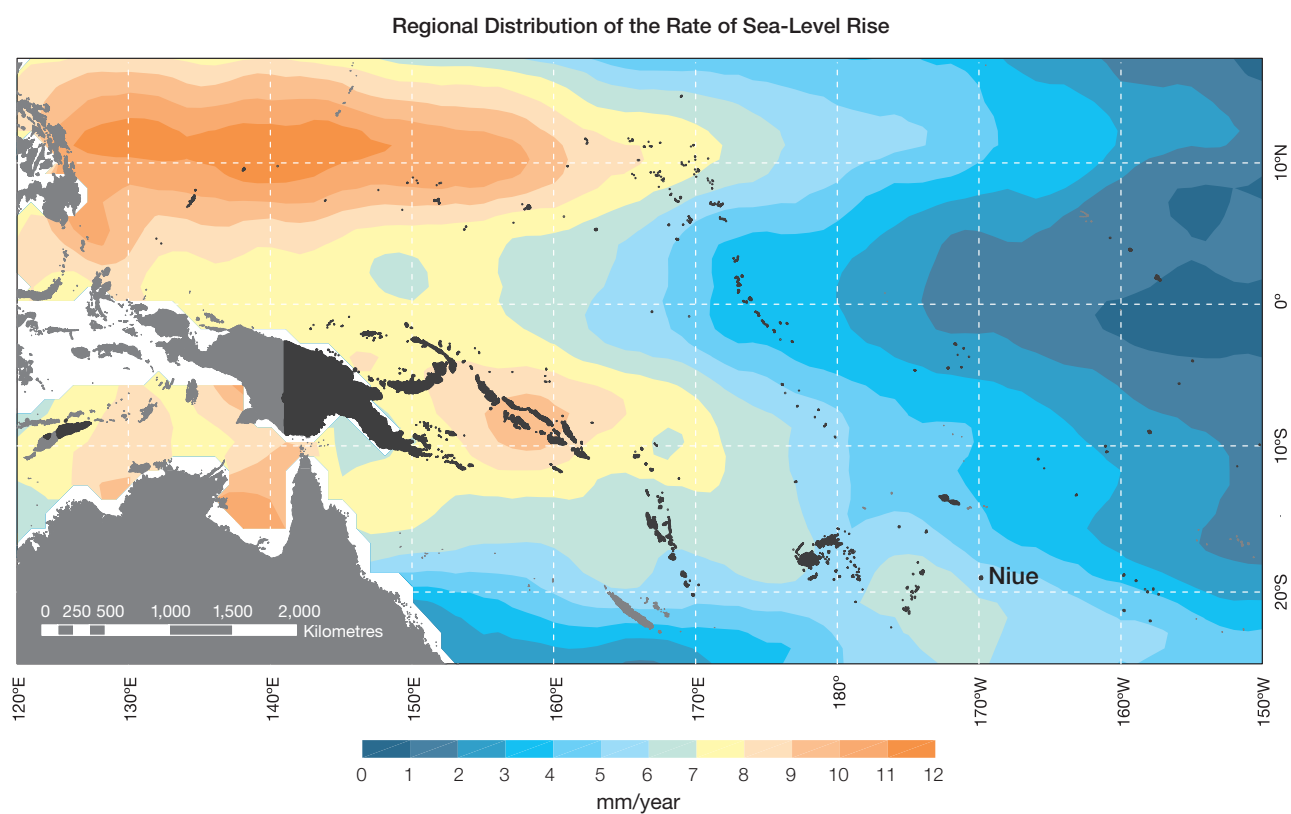 Regional Distribution of the Rate of Sea-Level Rise
10°N
0°
10°S
20°S
Niue
0 250 500 1,000 1,500 2,000
Kilometres
120°E 130°E 140°E 150°E 160°E 170°E 180° 170°W 160°W 150°W
0 1 2 3 4 5 6 7 8 9 10 11 12
mm/year